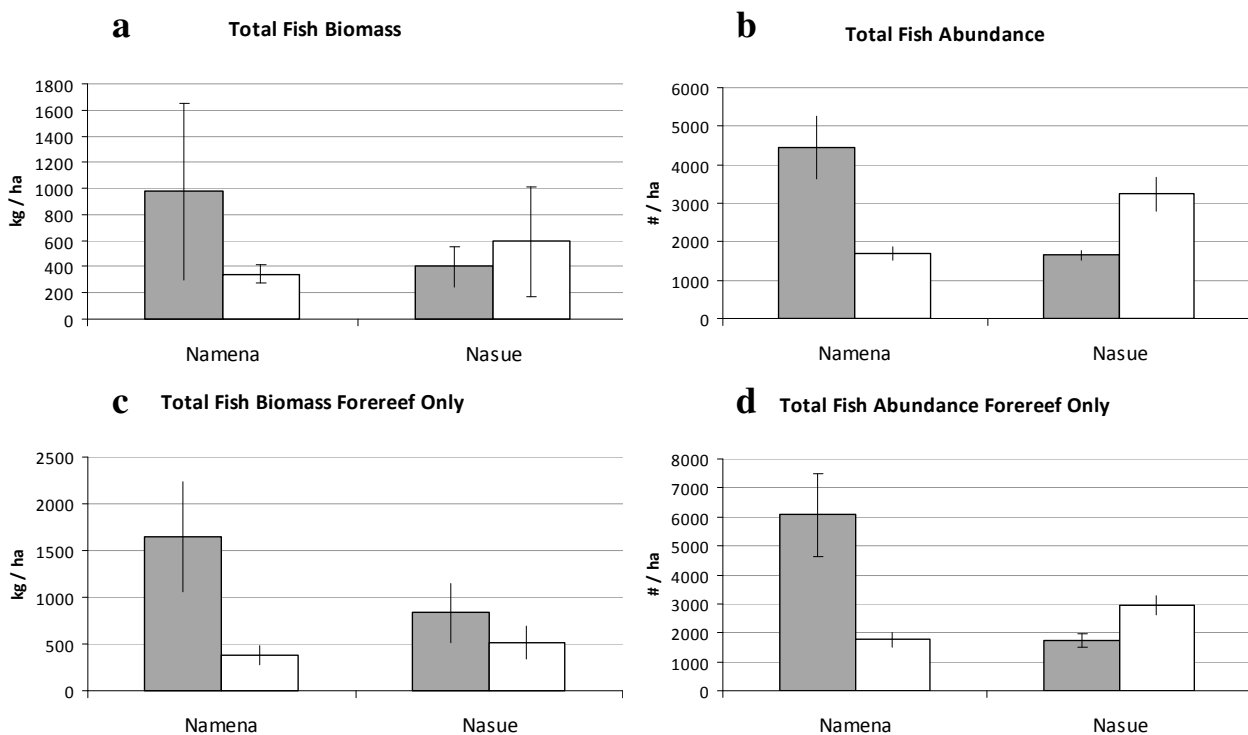 a Total Fish Biomass
kg / ha
1800
1600
1400
1200
1000
800
600
400
200
0
Namena Nasue
b Total Fish Abundance
# / ha
6000
5000
4000
3000
2000
1000
0
Namena Nasue
c Total Fish Biomass Forereef Only
kg / ha
2500
2000
1500
1000
500
0
Namena Nasue
d Total Fish Abundance Forereef Only
# / ha
8000
7000
6000
5000
4000
3000
2000
1000
0
Namena Nasue